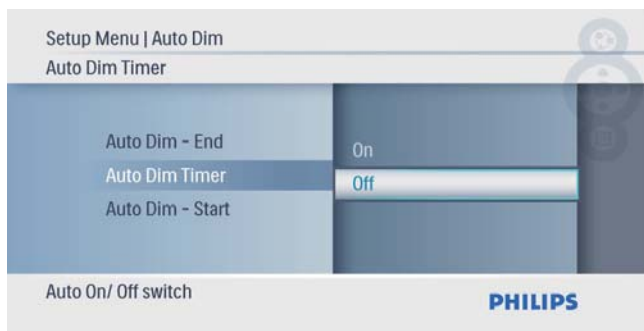 Setup Menu | Auto Dim
Auto Dim Timer
Auto Dim - End
On
Auto Dim Timer
Off
Auto Dim - Start
Auto On/ Off switch
PHILIPS